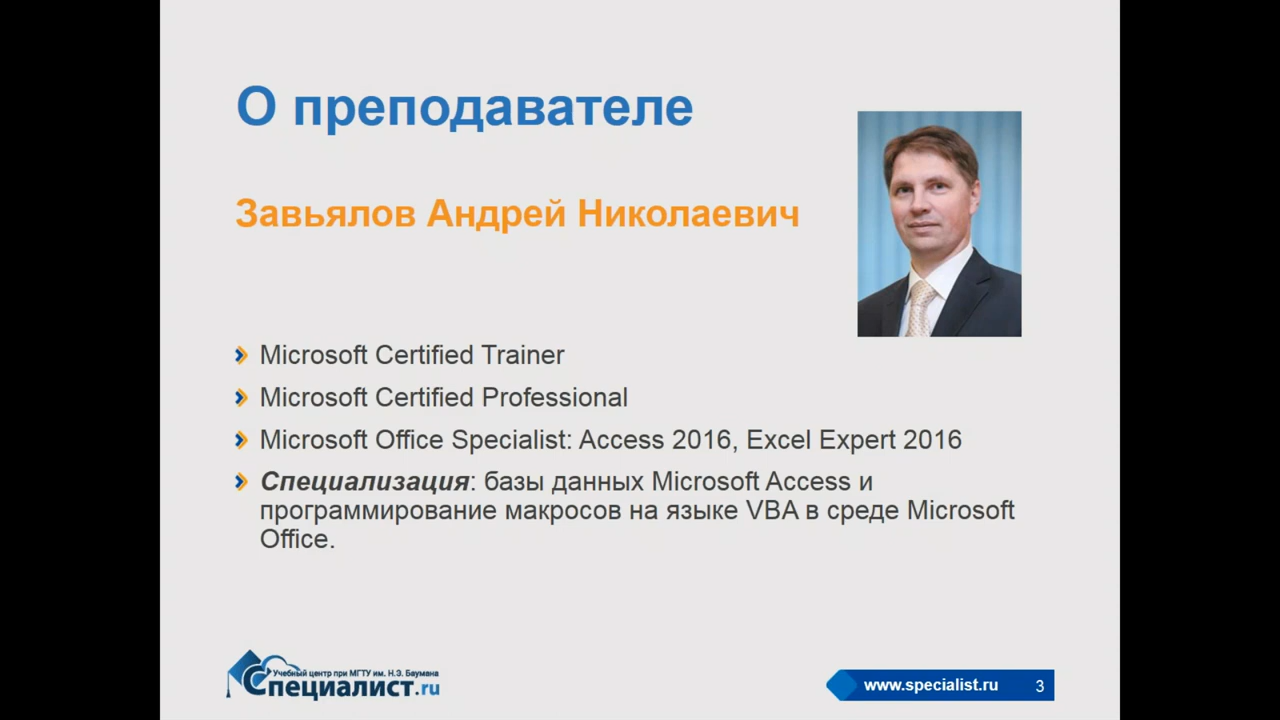 О преподавателе
Завьялов Андрей Николаевич
Microsoft Certified Trainer
Microsoft Certified Professional
Microsoft Office Specialist: Access 2016, Excel Expert 2016
Специализация: базы данных Microsoft Access и
программирование макросов на языке VBA в среде Microsoft
Office.
Учебный центр при МГТУ им. Н.Э. Баумана
Специалист.ru
www.specialist.ru 3